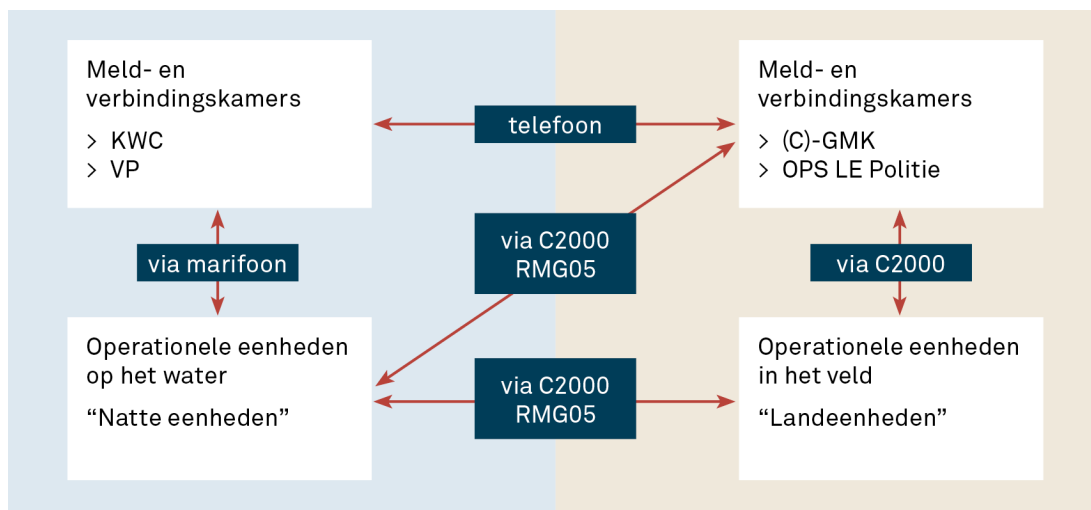 Meld- en
verbindingskamers
> KWC
> VP
telefoon
Meld- en
verbindingskamers
> (C)-GMK
> OPS LE Politie
via marifoon
via C2000
RMG05
via C2000
Operationele eenheden
op het water
“Natte eenheden”
via C2000
RMG05
Operationele eenheden
in het veld
“Landeenheden”